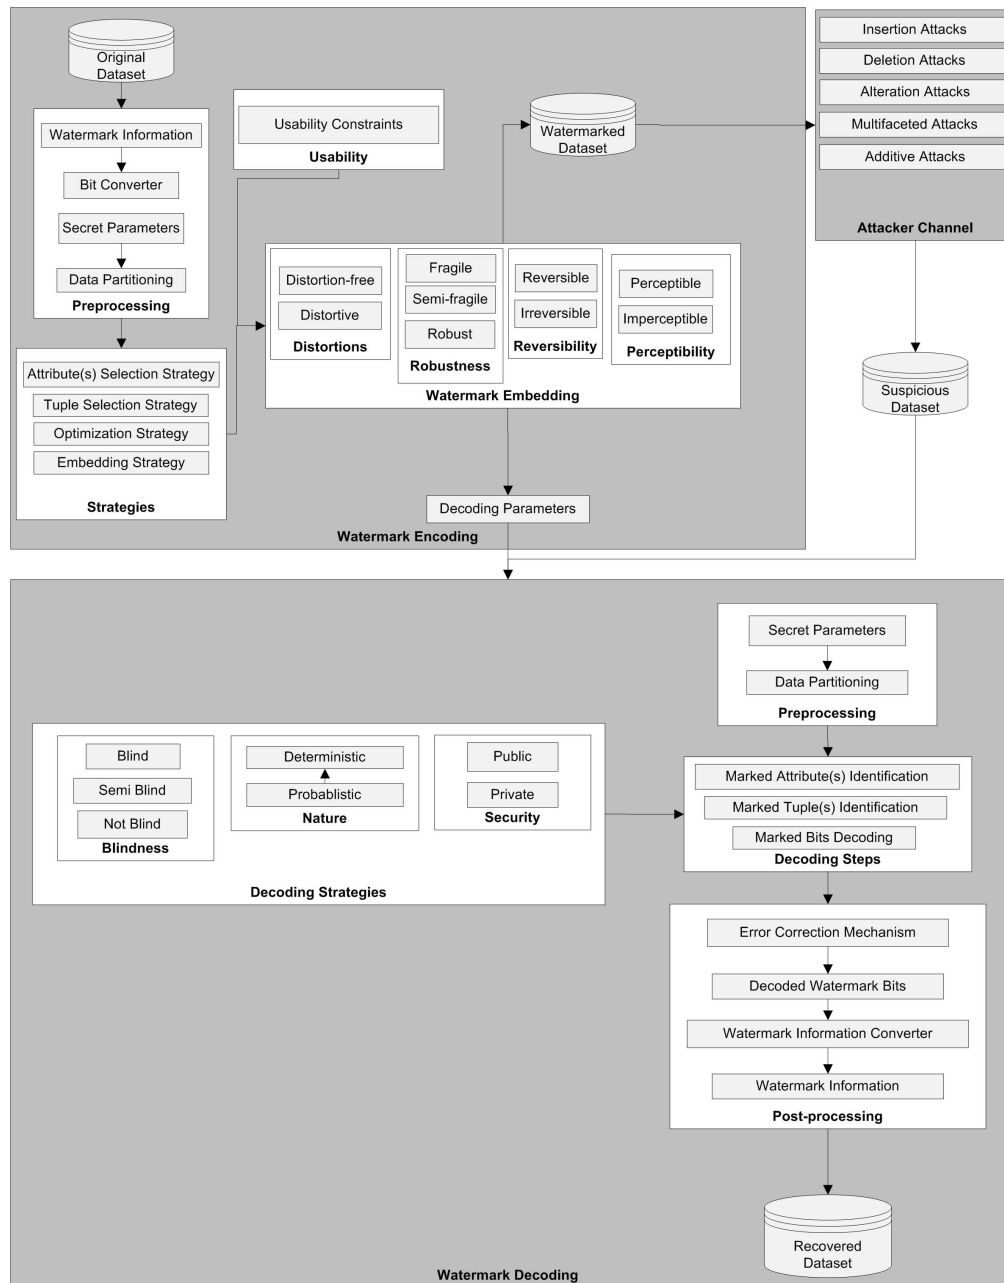 Original
Dataset
Watermark Information
Bit Converter
Secret Parameters
Data Partitioning
Preprocessing
Attribute(s) Selection Strategy
Tuple Selection Strategy
Optimization Strategy
Embedding Strategy
Strategies
Usability Constraints
Usability
Watermarked
Dataset
Distortion-free
Distortive
Distortions
Fragile
Semi-fragile
Robust
Robustness
Reversible
Irreversible
Reversibility
Perceptible
Imperceptible
Perceptibility
Watermark Embedding
Decoding Parameters
Watermark Encoding
Insertion Attacks
Deletion Attacks
Alteration Attacks
Multifaceted Attacks
Additive Attacks
Attacker Channel
Suspicious
Dataset
Secret Parameters
Data Partitioning
Preprocessing
Blind
Semi Blind
Not Blind
Blindness
Deterministic
Probablistic
Nature
Public
Private
Security
Decoding Strategies
Marked Attribute(s) Identification
Marked Tuple(s) Identification
Marked Bits Decoding
Decoding Steps
Error Correction Mechanism
Decoded Watermark Bits
Watermark Information Converter
Watermark Information
Post-processing
Recovered
Dataset
Watermark Decoding